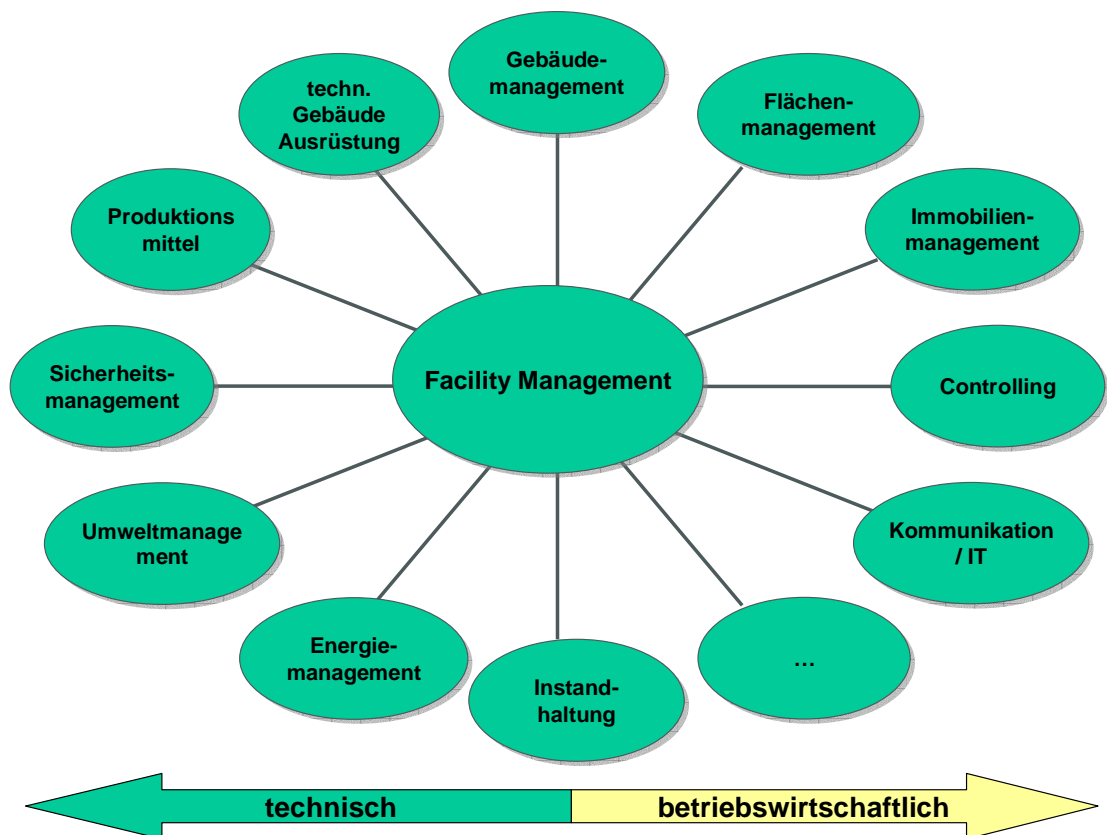 Gebäude-
management
techn.
Gebäude
Ausrüstung
Flächen-
management
Produktions
mittel
Immobilien-
management
Sicherheits-
management
Facility Management
Controlling
Umweltmanage
ment
Kommunikation
/ IT
Energie-
management
Instand-
haltung
…
technisch
betriebswirtschaftlich